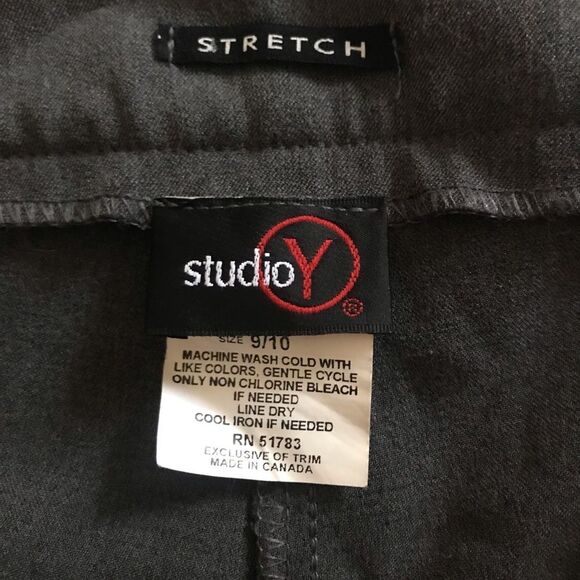 STRETCH
studio Y ®
SIZE 9/10
MACHINE WASH COLD WITH
LIKE COLORS, GENTLE CYCLE
ONLY NON CHLORINE BLEACH
IF NEEDED
LINE DRY
COOL IRON IF NEEDED
RN 51783
EXCLUSIVE OF TRIM
MADE IN CANADA